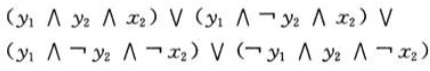 (y₁ ∧ y₂ ∧ x₂) ∨ (y₁ ∧ ¬ y₂ ∧ x₂) ∨
(y₁ ∧ ¬ y₂ ∧ ¬ x₂) ∨ (¬ y₁ ∧ y₂ ∧ ¬ x₂)